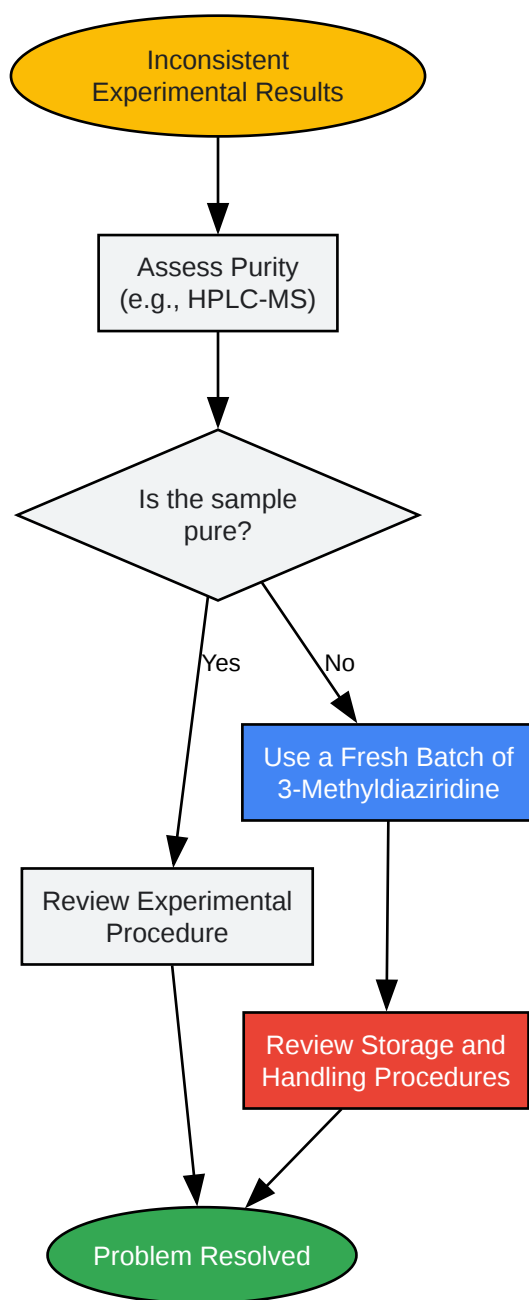 Inconsistent
Experimental Results
Assess Purity
(e.g., HPLC-MS)
Is the sample
pure?
Yes
No
Use a Fresh Batch of
3-Methyldiaziridine
Review Experimental
Procedure
Review Storage and
Handling Procedures
Problem Resolved